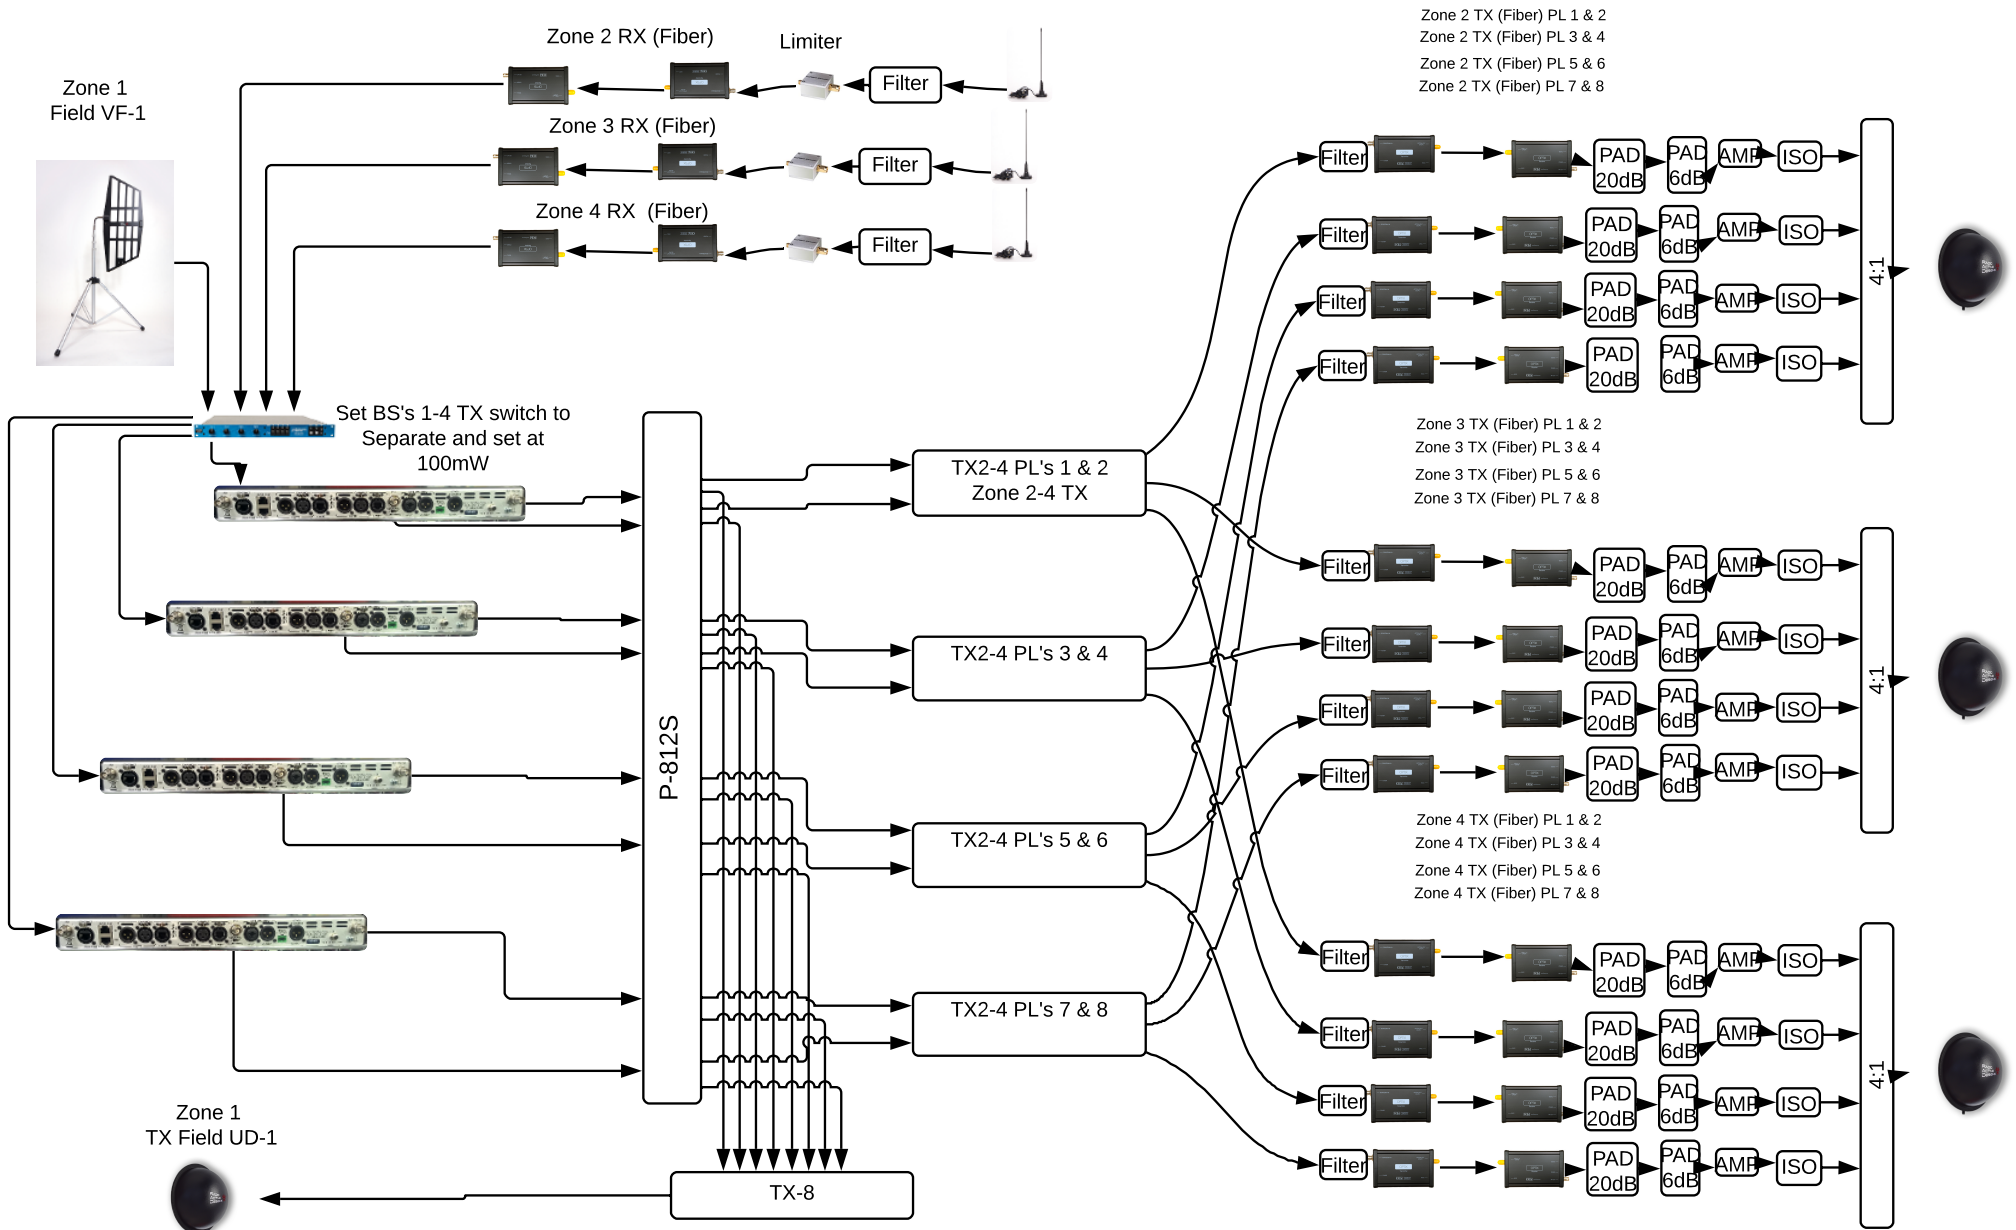 Zone 2 RX (Fiber)
Limiter
Filter
Zone 1
Field VF-1
Zone 3 RX (Fiber)
Filter
Zone 4 RX (Fiber)
Filter
Set BS's 1-4 TX switch to
Separate and set at
100mW
P-812S
TX2-4 PL's 1 & 2
Zone 2-4 TX
TX2-4 PL's 3 & 4
TX2-4 PL's 5 & 6
TX2-4 PL's 7 & 8
Zone 1
TX Field UD-1
TX-8
Zone 2 TX (Fiber) PL 1 & 2
Zone 2 TX (Fiber) PL 3 & 4
Zone 2 TX (Fiber) PL 5 & 6
Zone 2 TX (Fiber) PL 7 & 8
Filter
PAD
20dB
PAD
6dB
AMP
ISO
Filter
PAD
20dB
PAD
6dB
AMP
ISO
Filter
PAD
20dB
PAD
6dB
AMP
ISO
Filter
PAD
20dB
PAD
6dB
AMP
ISO
4:1
Zone 3 TX (Fiber) PL 1 & 2
Zone 3 TX (Fiber) PL 3 & 4
Zone 3 TX (Fiber) PL 5 & 6
Zone 3 TX (Fiber) PL 7 & 8
Filter
PAD
20dB
PAD
6dB
AMP
ISO
Filter
PAD
20dB
PAD
6dB
AMP
ISO
Filter
PAD
20dB
PAD
6dB
AMP
ISO
Filter
PAD
20dB
PAD
6dB
AMP
ISO
4:1
Zone 4 TX (Fiber) PL 1 & 2
Zone 4 TX (Fiber) PL 3 & 4
Zone 4 TX (Fiber) PL 5 & 6
Zone 4 TX (Fiber) PL 7 & 8
Filter
PAD
20dB
PAD
6dB
AMP
ISO
Filter
PAD
20dB
PAD
6dB
AMP
ISO
Filter
PAD
20dB
PAD
6dB
AMP
ISO
Filter
PAD
20dB
PAD
6dB
AMP
ISO
4:1